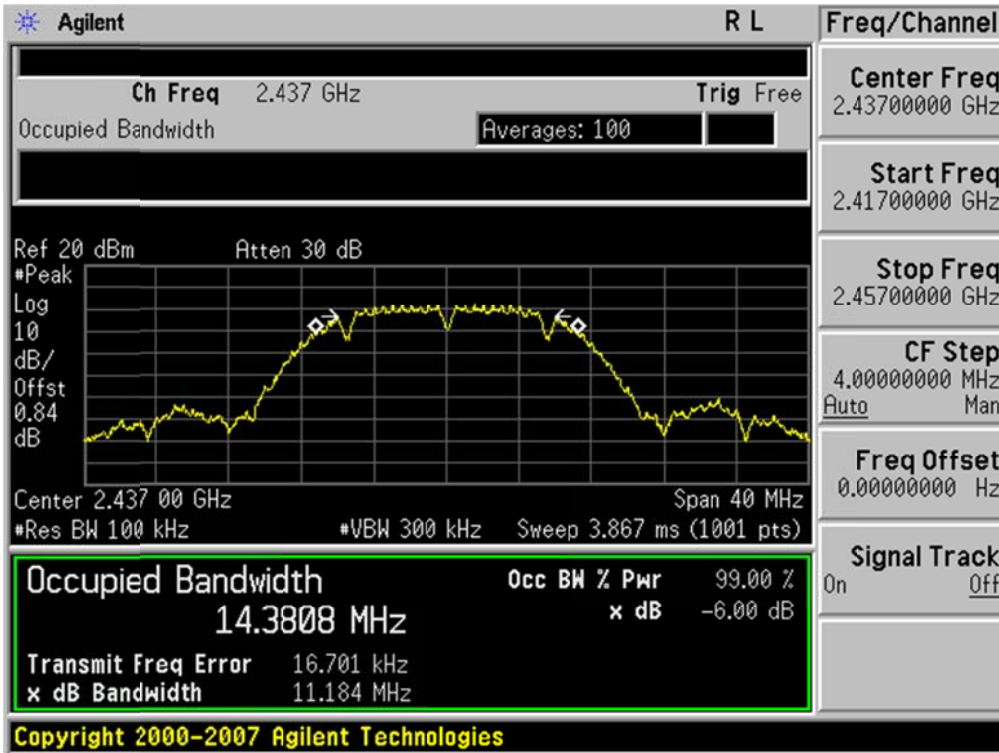 Agilent R L
Ch Freq 2.437 GHz Trig Free
Occupied Bandwidth Averages: 100
Ref 20 dBm Atten 30 dB
#Peak
Log
10
dB/
Offst
0.84
dB
Center 2.437 00 GHz Span 40 MHz
#Res BW 100 kHz #VBW 300 kHz Sweep 3.867 ms (1001 pts)
Occupied Bandwidth
14.3808 MHz
Occ BW % Pwr 99.00 %
x dB -6.00 dB
Transmit Freq Error 16.701 kHz
x dB Bandwidth 11.184 MHz
Copyright 2000-2007 Agilent Technologies
Freq/Channel
Center Freq
2.43700000 GHz
Start Freq
2.41700000 GHz
Stop Freq
2.45700000 GHz
CF Step
4.00000000 MHz
Auto Man
Freq Offset
0.00000000 Hz
Signal Track
On Off